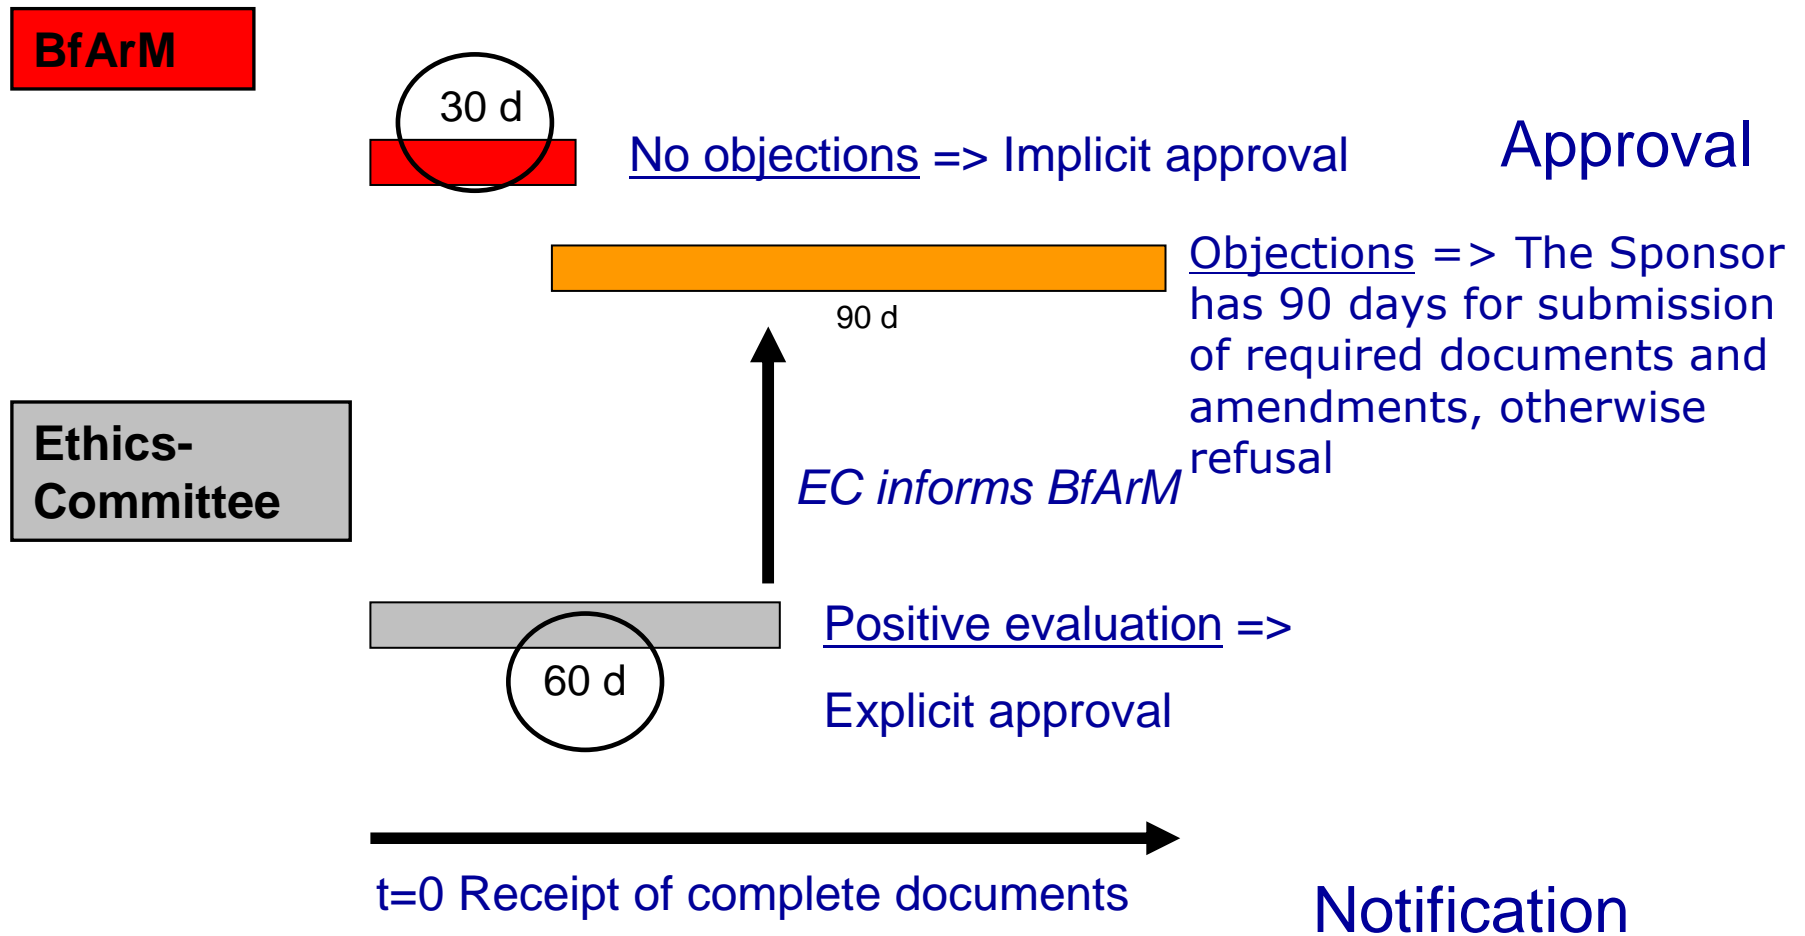 BfArM
30 d
No objections => Implicit approval
Approval
Objections => The Sponsor
has 90 days for submission
of required documents and
amendments, otherwise
refusal
90 d
Ethics-
Committee
EC informs BfArM
Positive evaluation =>
Explicit approval
60 d
t=0 Receipt of complete documents
Notification